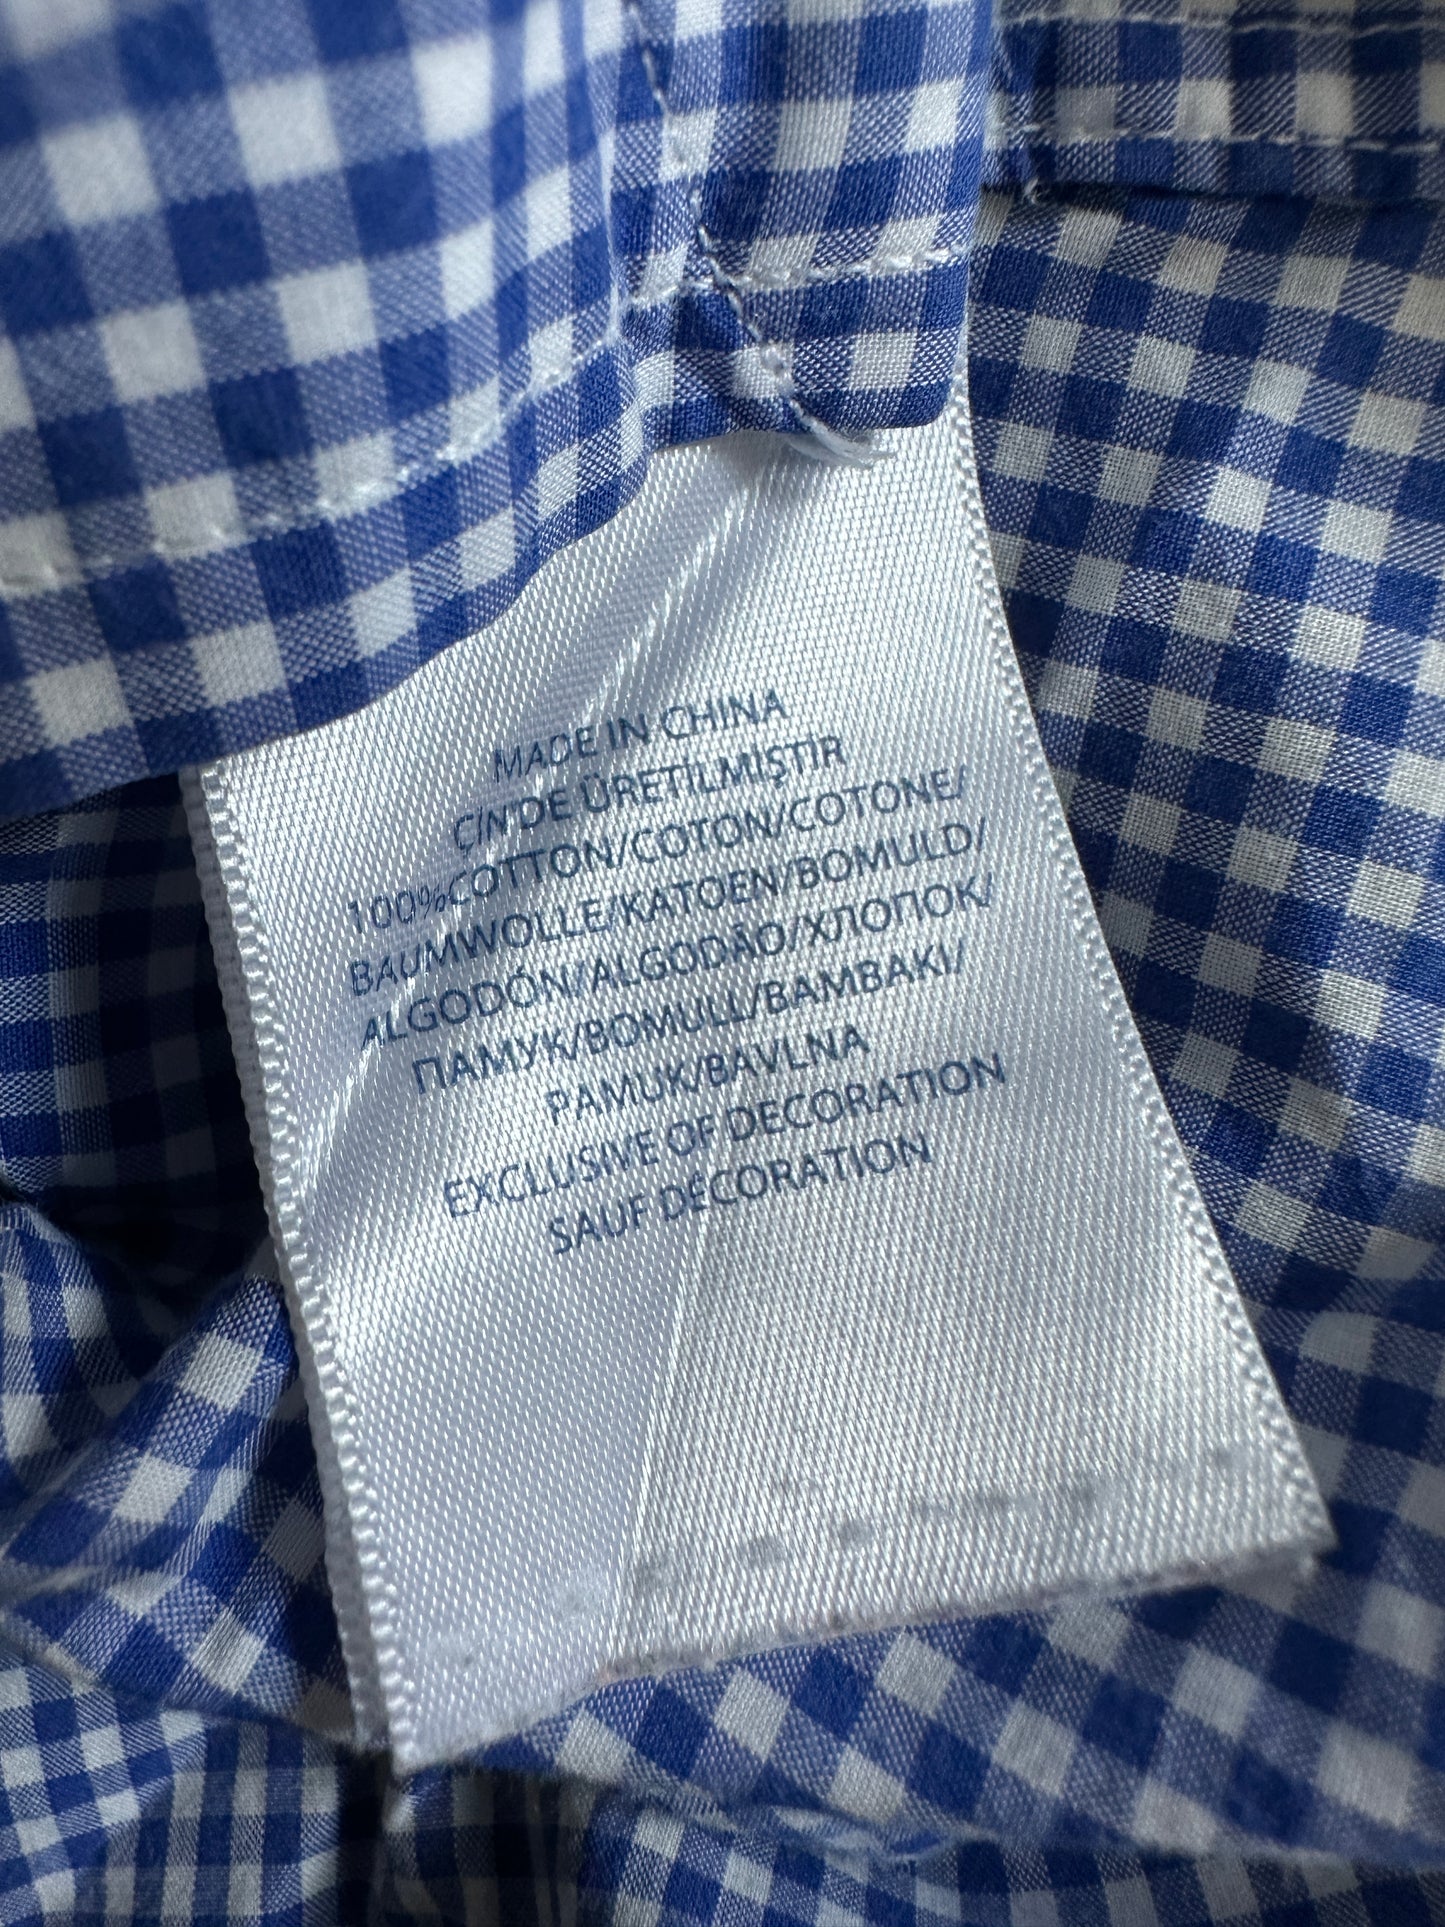 MADE IN CHINA
ÇİN'DE ÜRETİLMİŞTİR
100%COTTON/COTON/COTONE/
BAUMWOLLE/KATOEN/BOMULD/
ALGODÓN/ALGODÃO/ХЛОПОК/
ПАМУК/BOMULL/BAMBAKI/
PAMUK/BAVLNA
EXCLUSIVE OF DECORATION
SAUF DÉCORATION